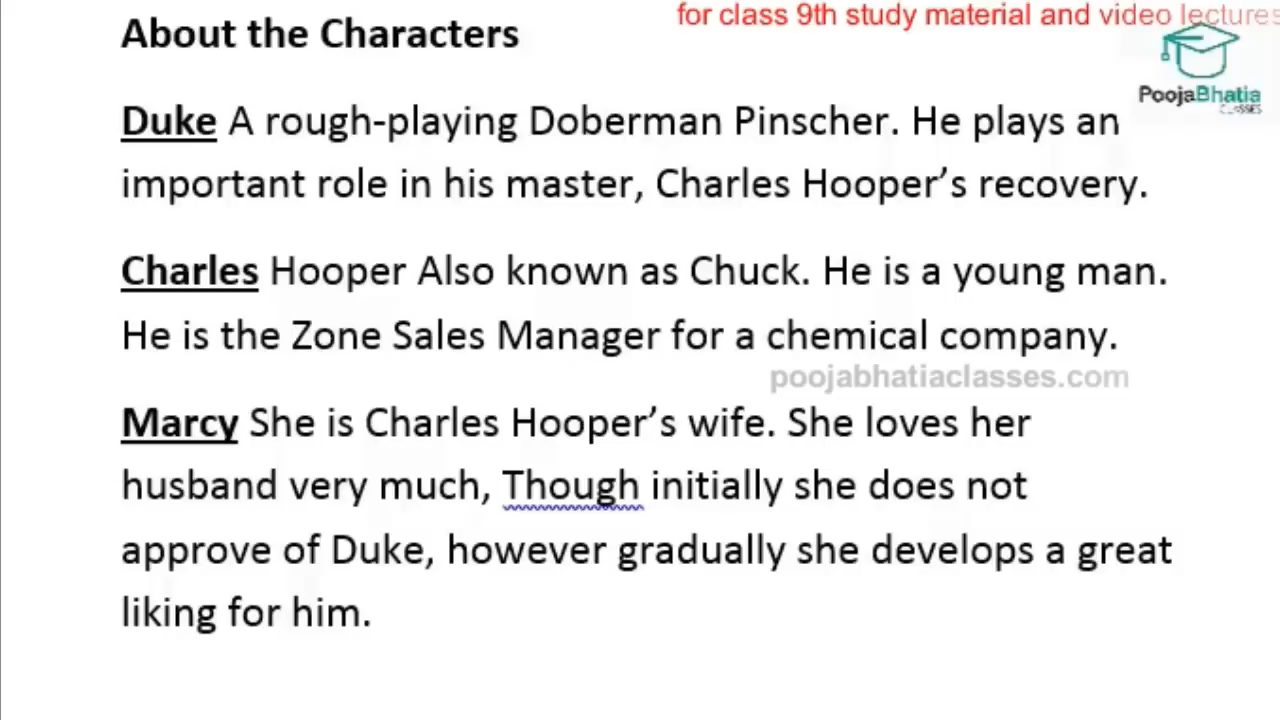 for class 9th study material and video lectures
About the Characters
PoojaBhatia
CLASSES
Duke A rough-playing Doberman Pinscher. He plays an
important role in his master, Charles Hooper’s recovery.
Charles Hooper Also known as Chuck. He is a young man.
He is the Zone Sales Manager for a chemical company.
poojabhatiaclasses.com
Marcy She is Charles Hooper’s wife. She loves her
husband very much, Though initially she does not
approve of Duke, however gradually she develops a great
liking for him.